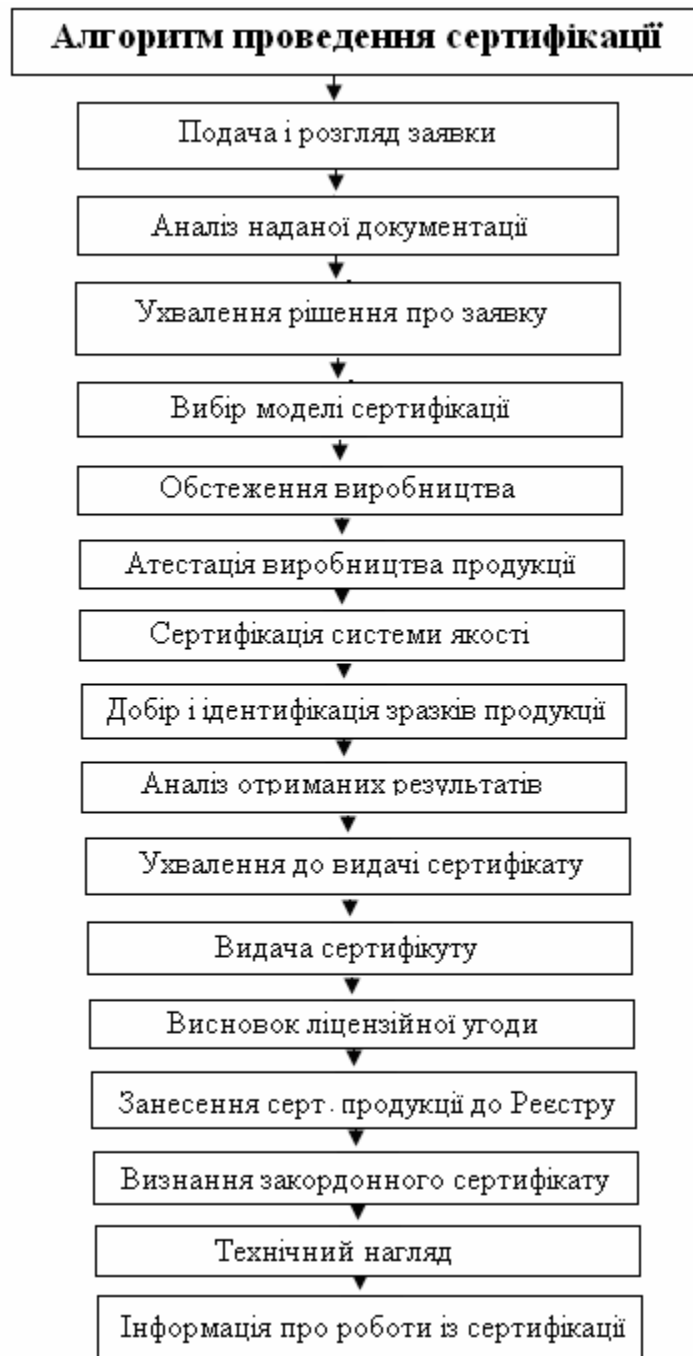 Алгоритм проведення сертифікації
Подача і розгляд заявки
Аналіз наданої документації
Ухвалення рішення про заявку
Вибір моделі сертифікації
Обстеження виробництва
Атестація виробництва продукції
Сертифікація системи якості
Добір і ідентифікація зразків продукції
Аналіз отриманих результатів
Ухвалення до видачі сертифікату
Видача сертифікуту
Висновок ліцензійної угоди
Занесення серт. продукції до Реєстру
Визнання закордонного сертифікату
Технічний нагляд
Інформація про роботи із сертифікації